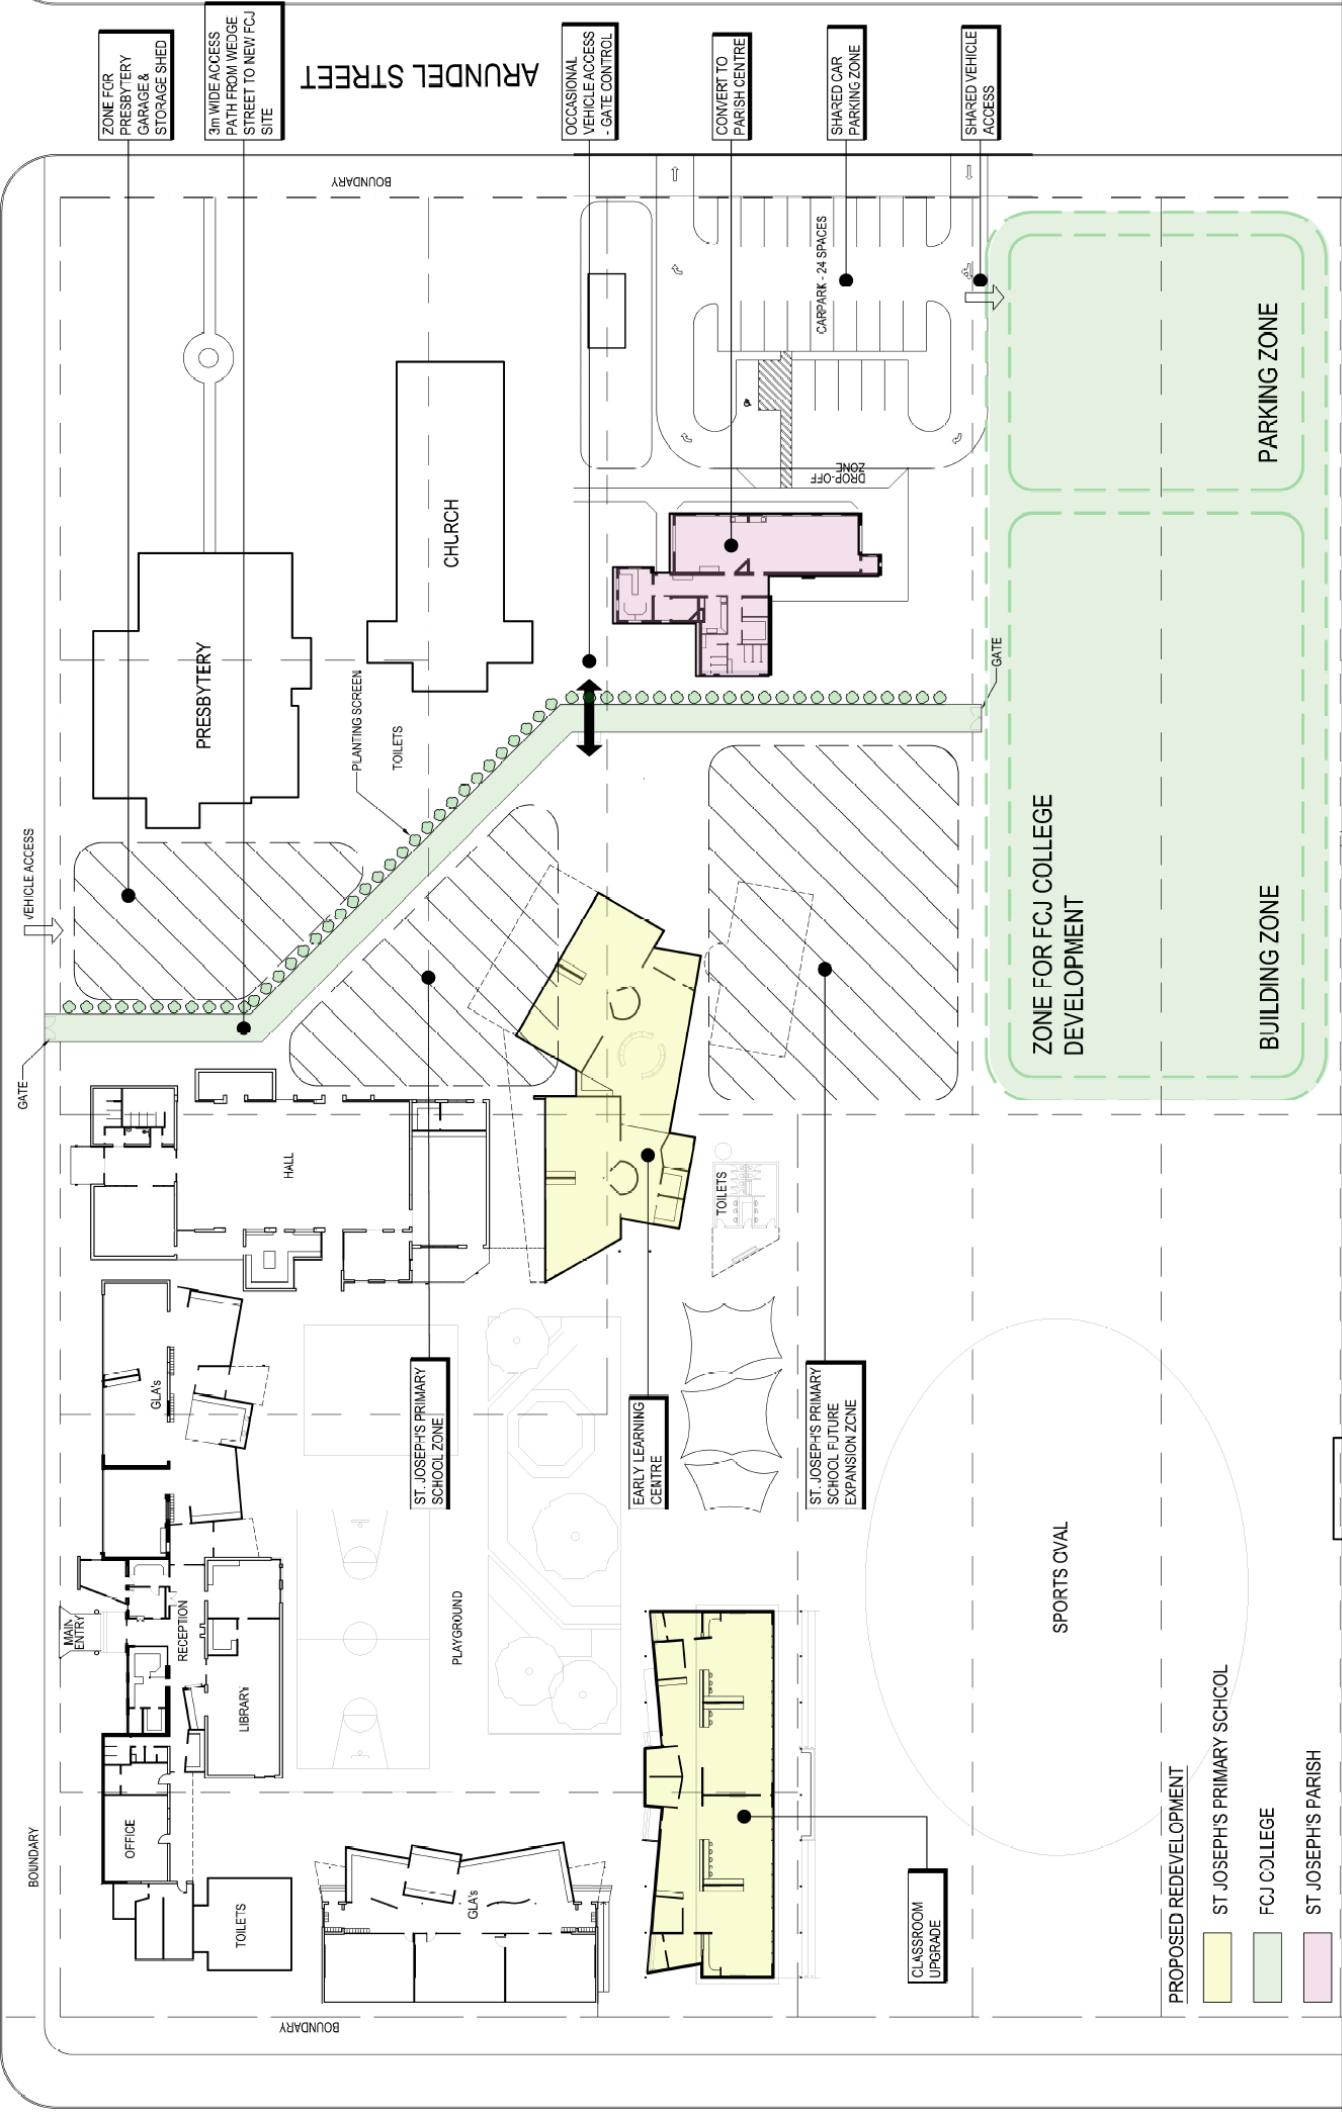 ZONE FOR
PRESBYTERY
GARAGE &
STORAGE SHED
3m WIDE ACCESS
PATH FROM WEDGE
STREET TO NEW FCJ
SITE
ARUNDEL STREET
OCCASIONAL
VEHICLE ACCESS
- GATE CONTROL
CONVERT TO
PARISH CENTRE
SHARED CAR
PARKING ZONE
SHARED VEHICLE
ACCESS
BOUNDARY
CARPARK - 24 SPACES
DROP-OFF
ZONE
PARKING ZONE
CHURCH
PRESBYTERY
PLANTING SCREEN
TOILETS
GATE
VEHICLE ACCESS
GATE
ZONE FOR FCJ COLLEGE
DEVELOPMENT
BUILDING ZONE
HALL
TOILETS
GLA's
ST. JOSEPH'S PRIMARY
SCHOOL ZONE
EARLY LEARNING
CENTRE
ST. JOSEPH'S PRIMARY
SCHOOL FUTURE
EXPANSION ZONE
MAIN
ENTRY
RECEPTION
LIBRARY
PLAYGROUND
SPORTS OVAL
OFFICE
TOILETS
GLA's
CLASSROOM
UPGRADE
BOUNDARY
BOUNDARY
PROPOSED REDEVELOPMENT
ST JOSEPH'S PRIMARY SCHOOL
FCJ COLLEGE
ST JOSEPH'S PARISH